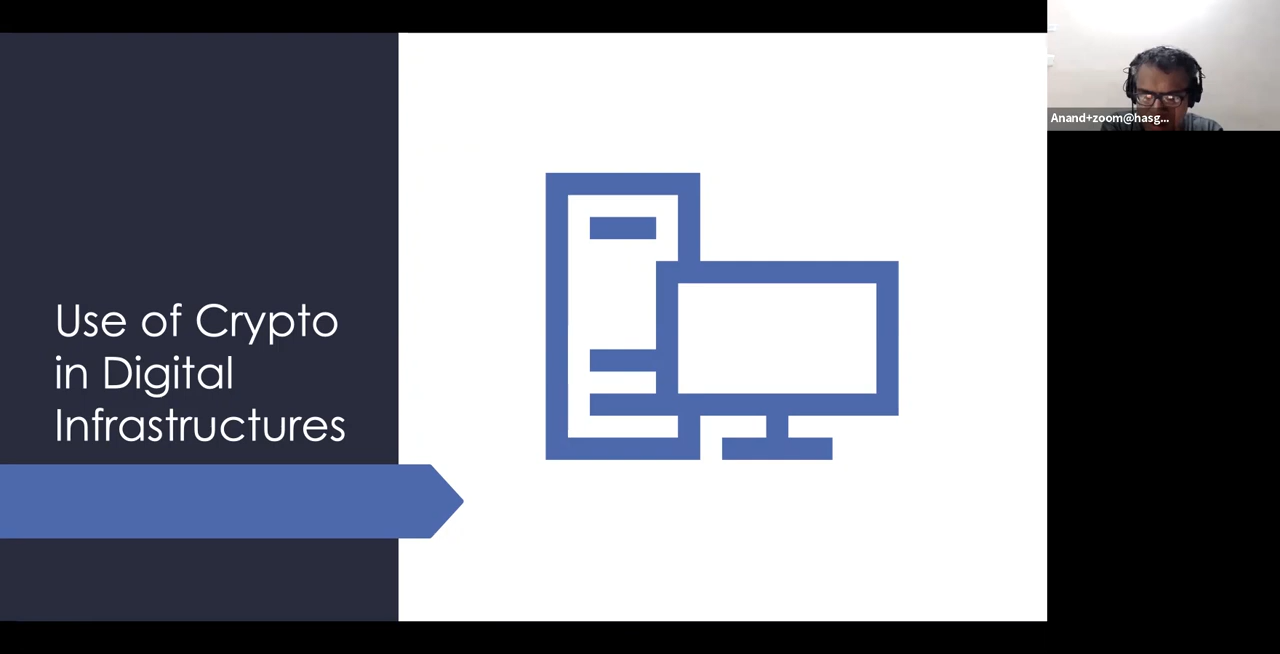 Use of Crypto
in Digital
Infrastructures
Anand+zoom@hasg...